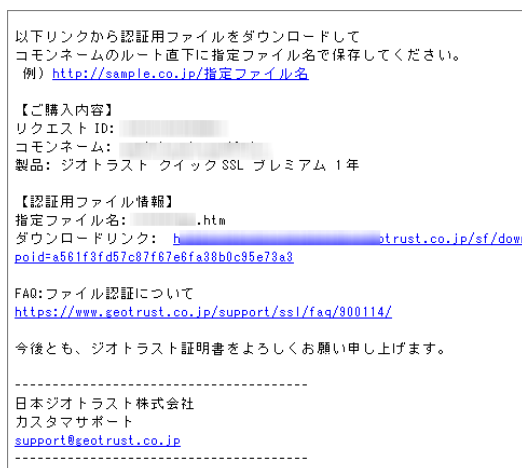 以下リンクから認証用ファイルをダウンロードして
コモンネームのルート直下に指定ファイル名で保存してください。
例) http://sample.co.jp/指定ファイル名
【ご購入内容】
リクエスト ID:
コモンネーム:
製品: ジオトラスト クイックSSL プレミアム 1年
【認証用ファイル情報】
指定ファイル名: .htm
ダウンロードリンク: h otrust.co.jp/sf/dow
poid=a561f3fd57c87f67e6fa38b0c95e73a3
FAQ:ファイル認証について
https://www.geotrust.co.jp/support/ssl/faq/900114/
今後とも、ジオトラスト証明書をよろしくお願い申し上げます。
-----------------------------------
日本ジオトラスト株式会社
カスタマサポート
support@geotrust.co.jp
-----------------------------------